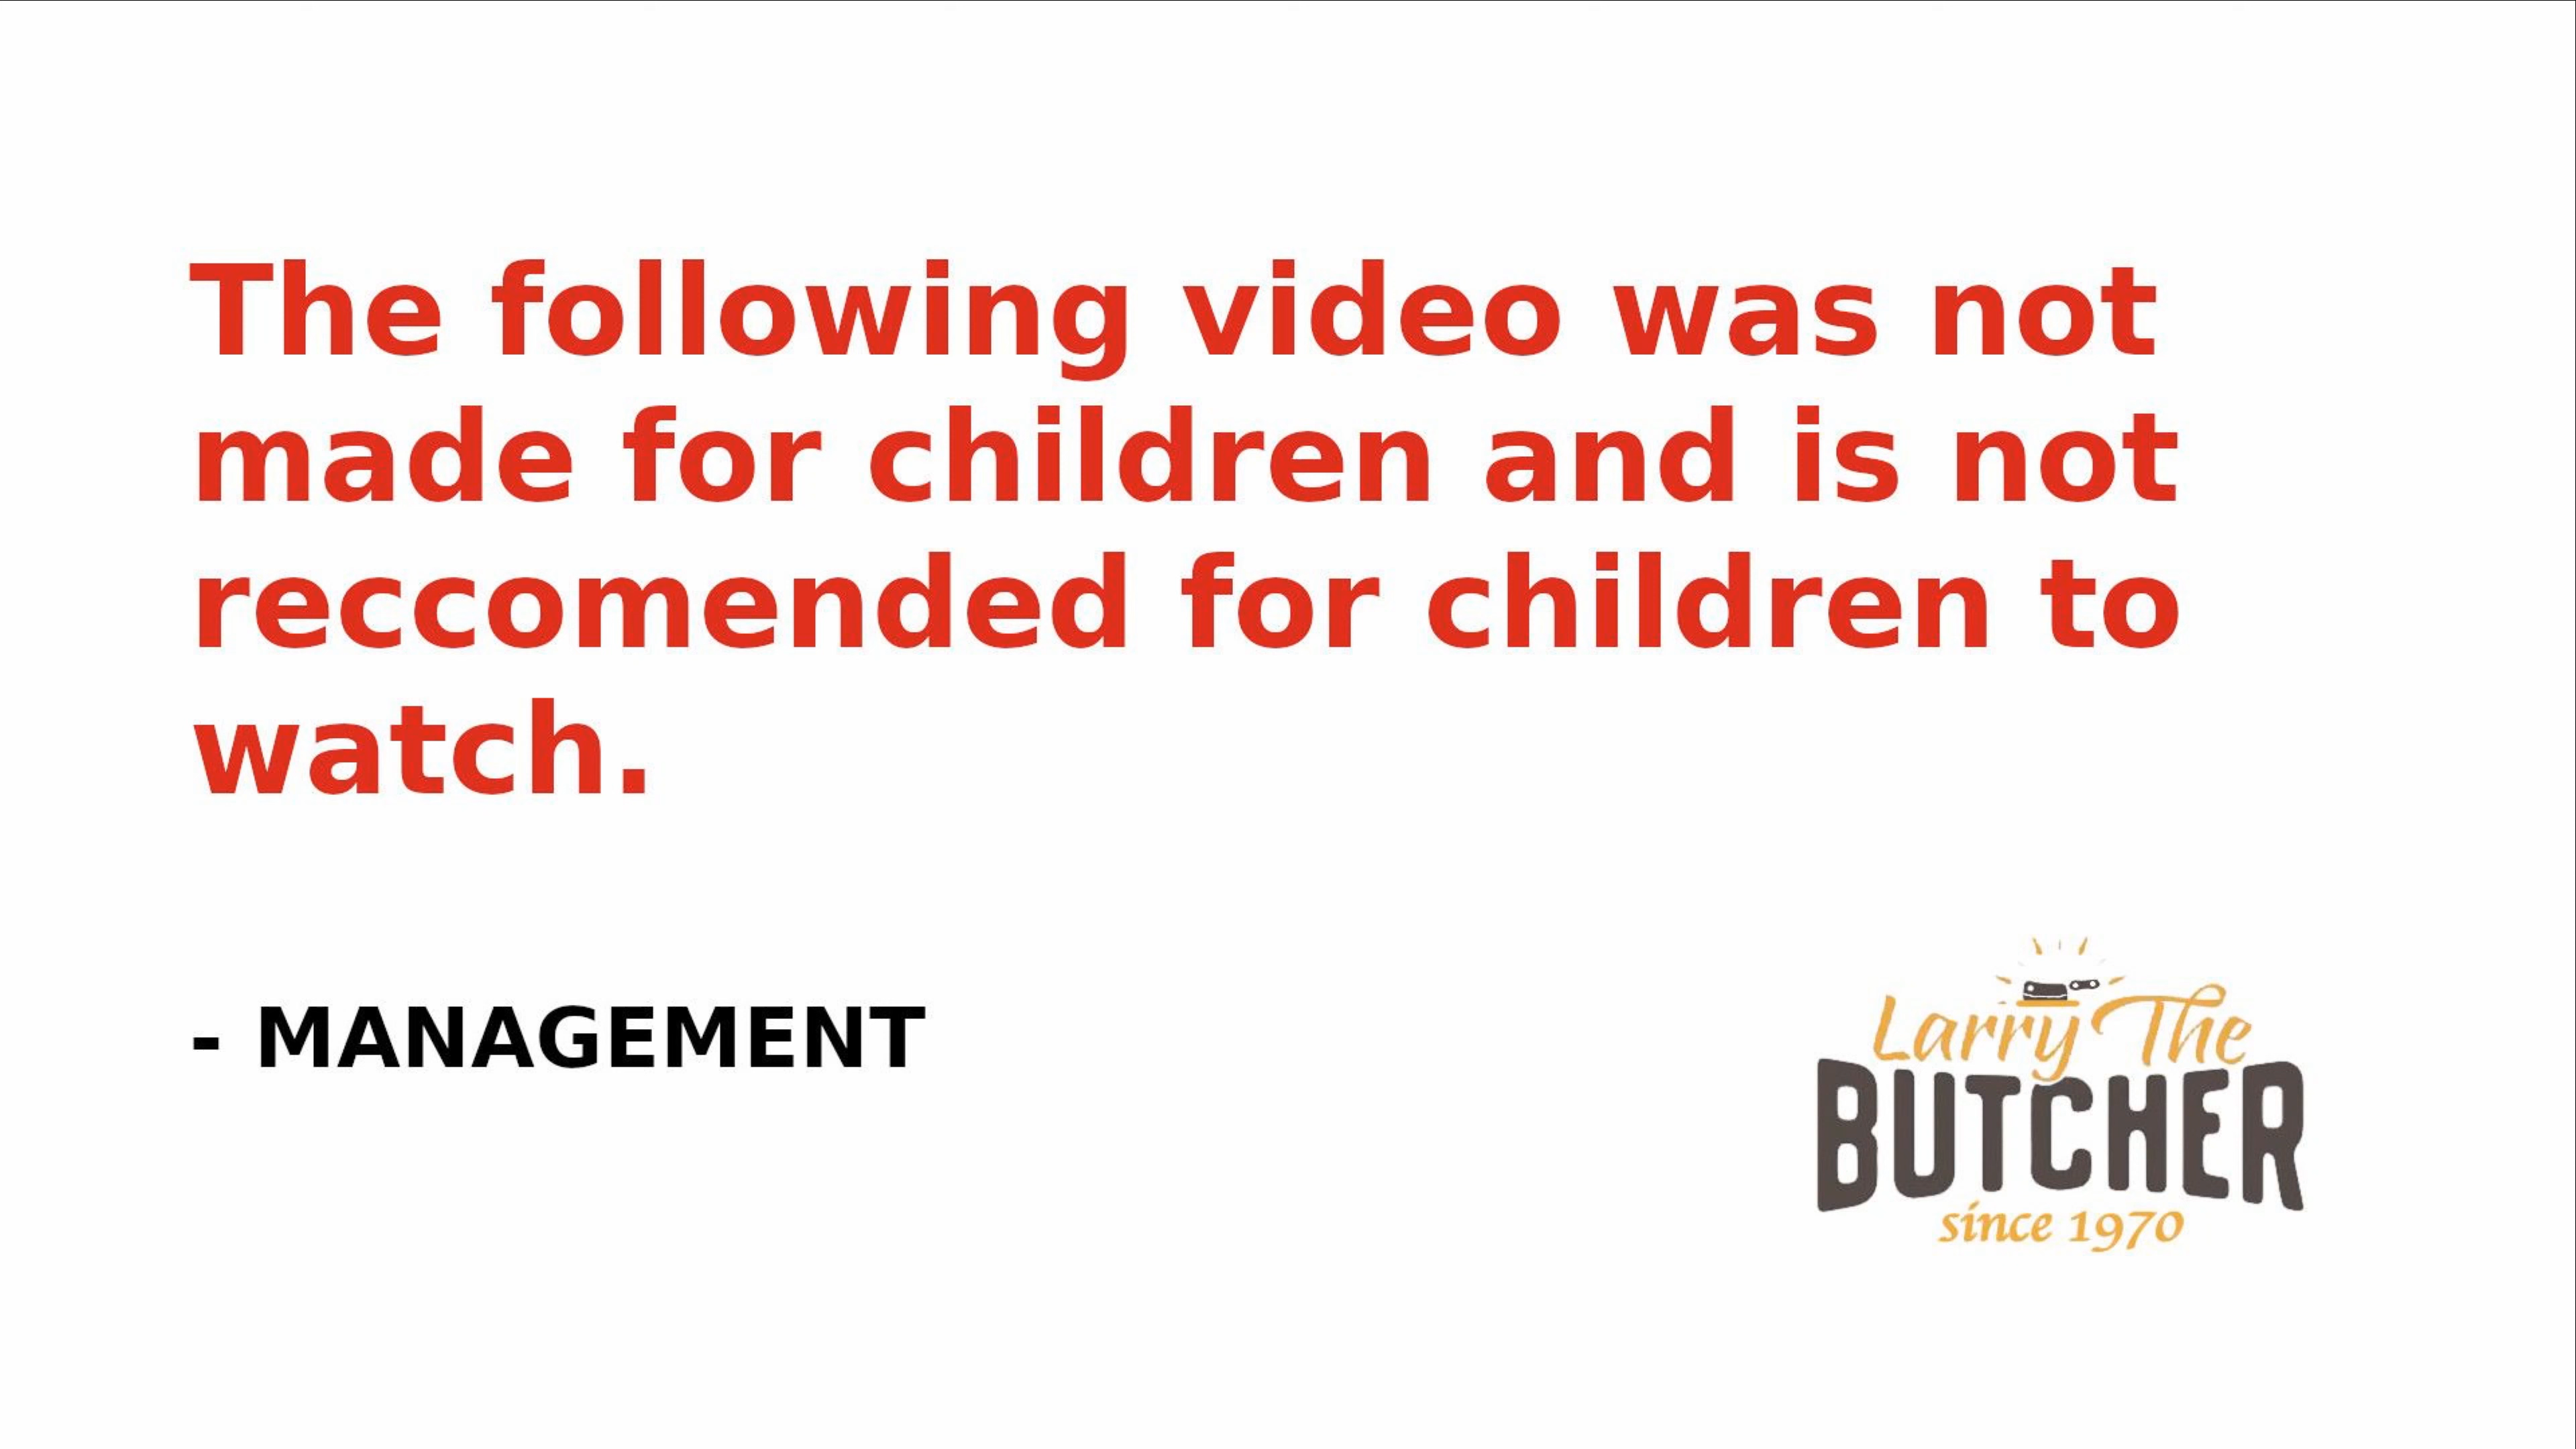 The following video was not
made for children and is not
reccomended for children to
watch.
- MANAGEMENT
Larry The
BUTCHER
since 1970